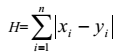 H=∑_{i=1}^{n}|x_i − y_i|